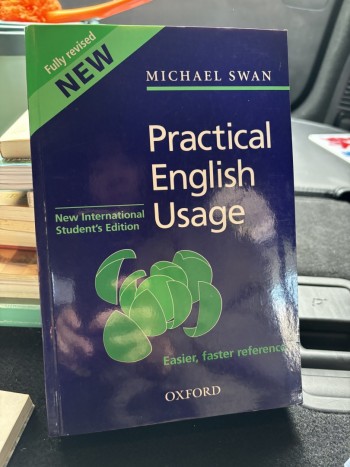 Fully revised
NEW
MICHAEL SWAN
Practical
English
Usage
New International
Student's Edition
Easier, faster reference
OXFORD